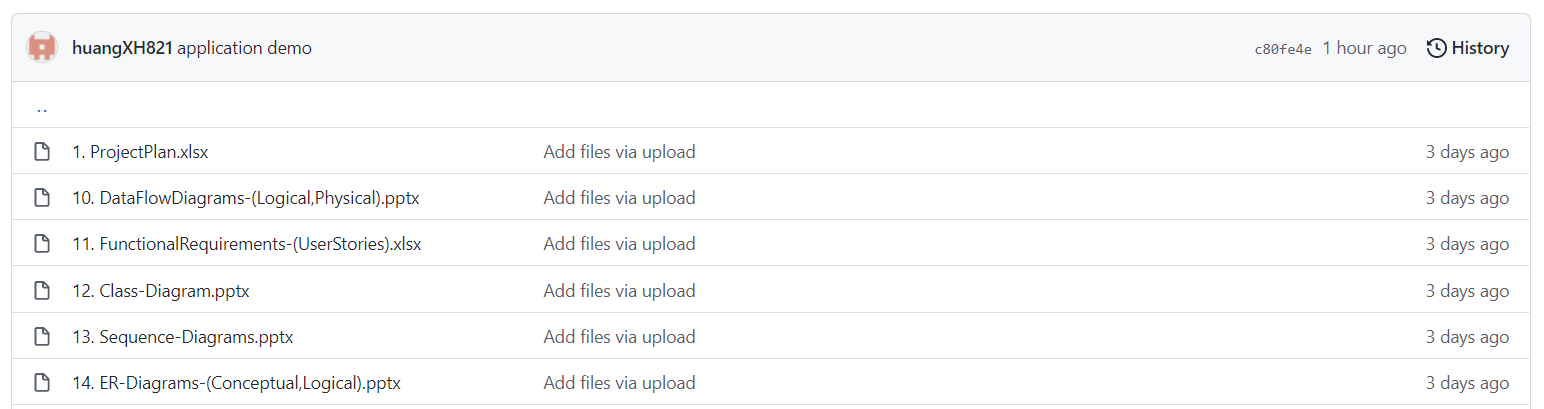 huangXH821 application demo c80fe4e 1 hour ago History
..
1. ProjectPlan.xlsx Add files via upload 3 days ago
10. DataFlowDiagrams-(Logical,Physical).pptx Add files via upload 3 days ago
11. FunctionalRequirements-(UserStories).xlsx Add files via upload 3 days ago
12. Class-Diagram.pptx Add files via upload 3 days ago
13. Sequence-Diagrams.pptx Add files via upload 3 days ago
14. ER-Diagrams-(Conceptual,Logical).pptx Add files via upload 3 days ago